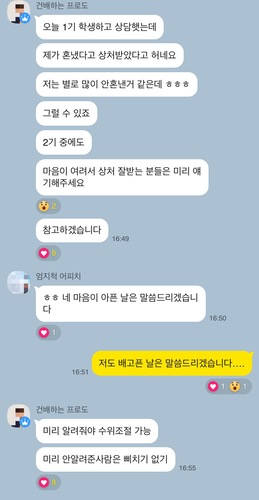 건배하는 프로도
오늘 1기 학생하고 상담햇는데
제가 혼냈다고 상처받았다고 허네요
저는 별로 많이 안혼낸거 같은데 ㅎㅎㅎ
그럴 수 있죠
2기 중에도
마음이 여려서 상처 잘받는 분들은 미리 얘
기해주세요
2
참고하겠습니다
6
16:49
엄지척 어피치
ㅎㅎ 네 마음이 아픈 날은 말씀드리겠습니
다
1
16:50
저도 배고픈 날은 말씀드리겠습니다....
16:51
1 1
건배하는 프로도
미리 알려줘야 수위조절 가능
미리 안알려준사람은 삐치기 없기
8
16:55